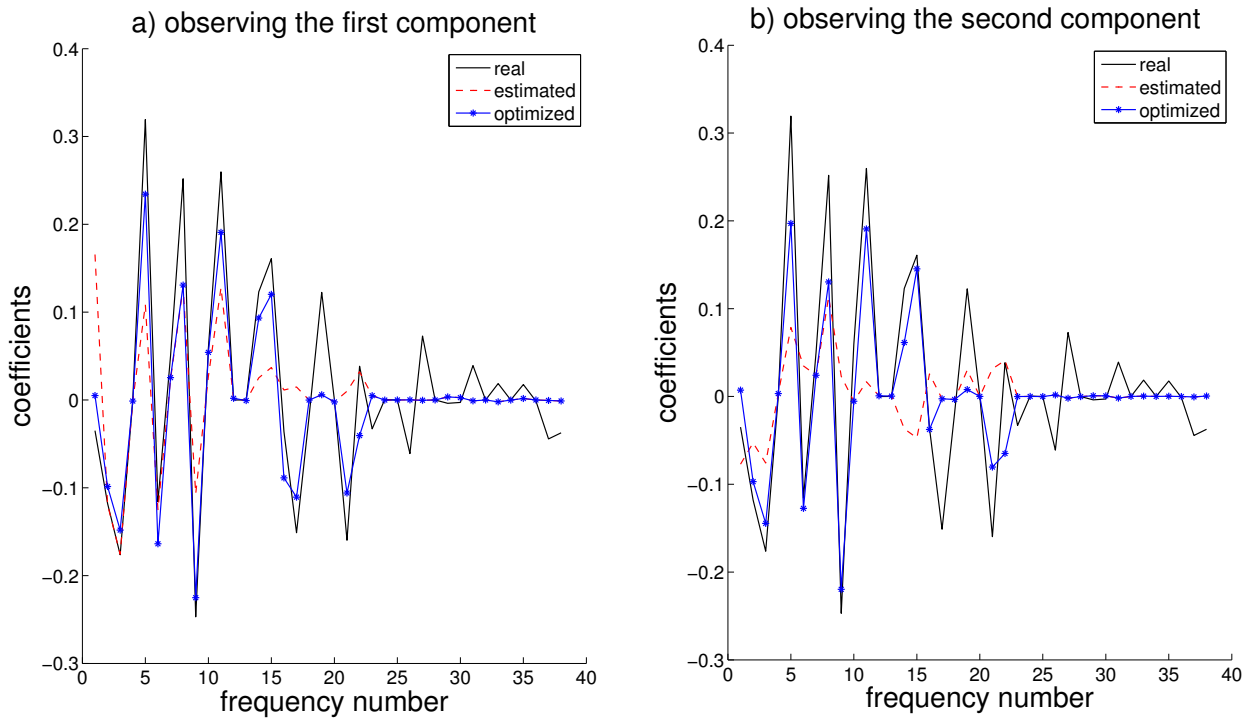 a) observing the first component
0.4
0.3
0.2
0.1
0
−0.1
−0.2
−0.3
coefficients
0 5 10 15 20 25 30 35 40
frequency number
real
estimated
optimized
b) observing the second component
0.4
0.3
0.2
0.1
0
−0.1
−0.2
−0.3
coefficients
0 5 10 15 20 25 30 35 40
frequency number
real
estimated
optimized